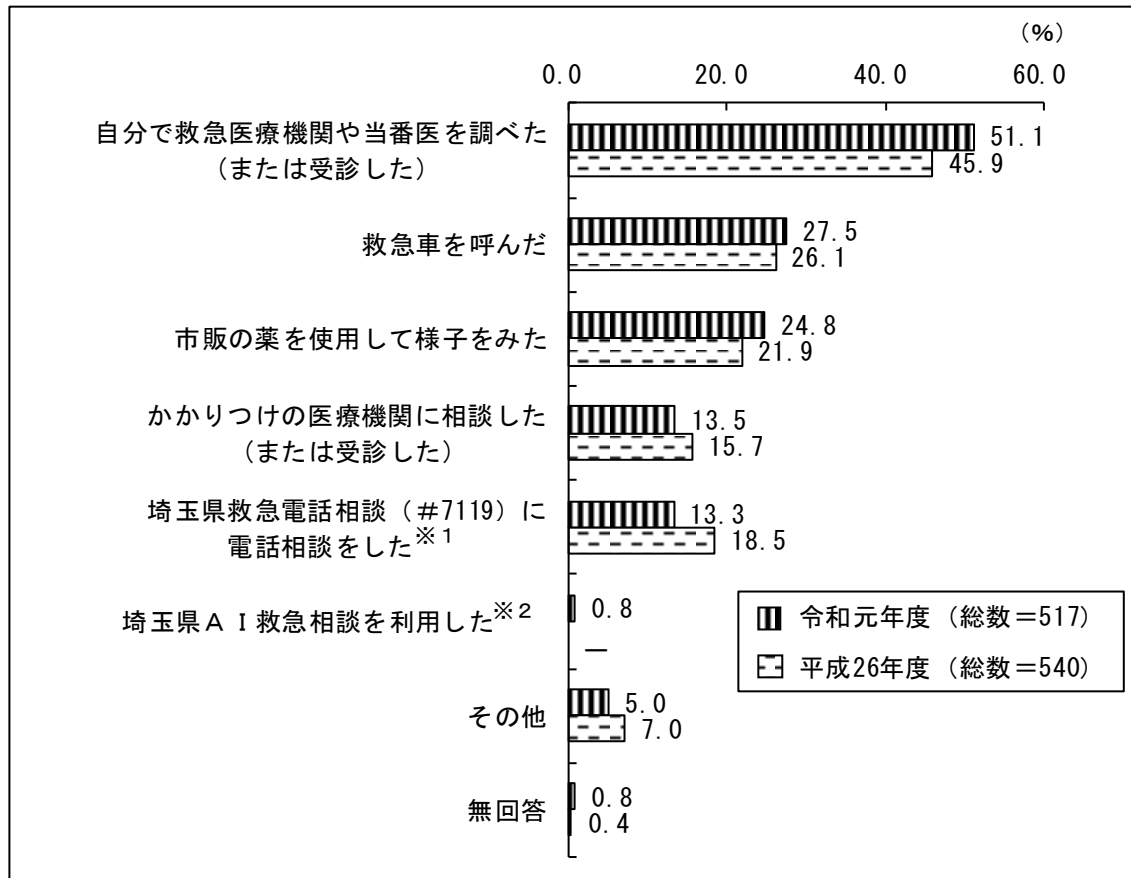 （%）
0.0 20.0 40.0 60.0
自分で救急医療機関や当番医を調べた
（または受診した）
51.1
45.9
救急車を呼んだ
27.5
26.1
市販の薬を使用して様子をみた
24.8
21.9
かかりつけの医療機関に相談した
（または受診した）
13.5
15.7
埼玉県救急電話相談（＃7119）に
電話相談をした※1
13.3
18.5
埼玉県ＡＩ救急相談を利用した※2
0.8
－
その他
5.0
7.0
無回答
0.8
0.4
令和元年度（総数＝517）
平成26年度（総数＝540）